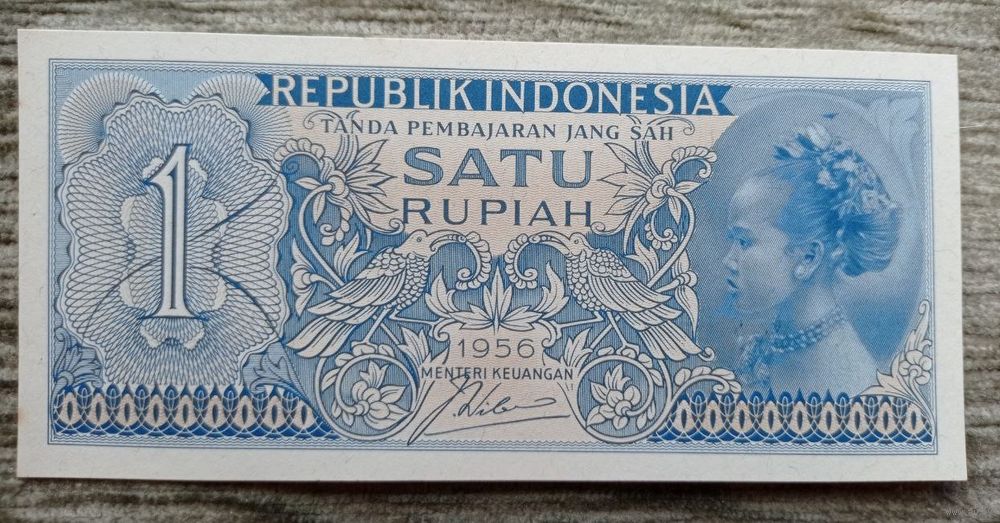 REPUBLIK INDONESIA
TANDA PEMBAJARAN JANG SAH
SATU
RUPIAH
1
1956
MENTERI KEUANGAN